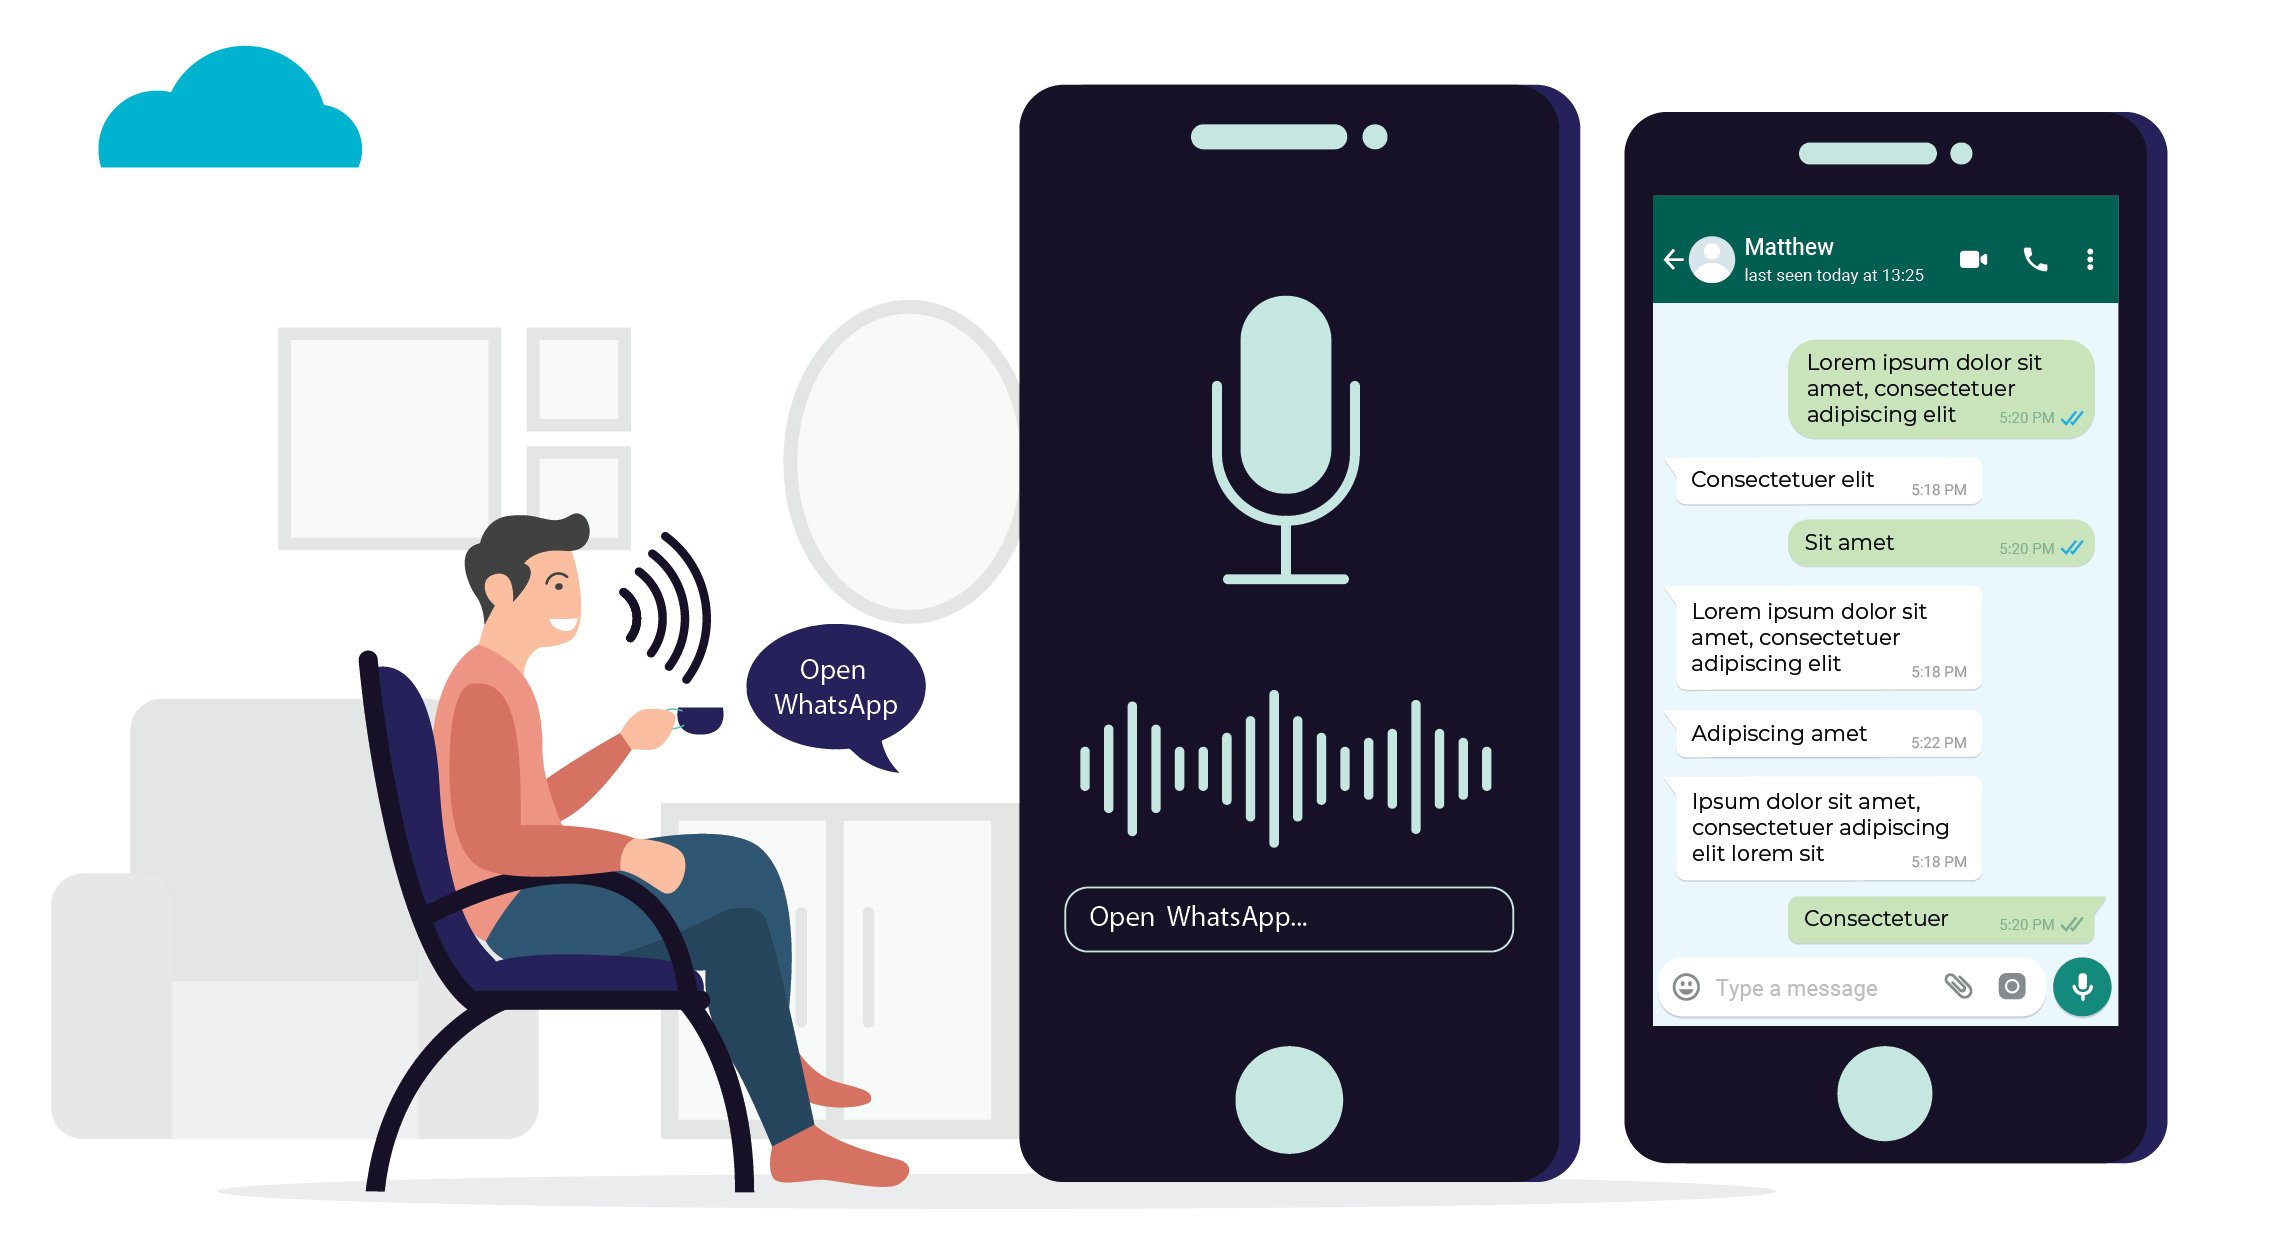 Open
WhatsApp
Open WhatsApp...
Matthew
last seen today at 13:25
Lorem ipsum dolor sit
amet, consectetuer
adipiscing elit
5:20 PM
Consectetuer elit
5:18 PM
Sit amet
5:20 PM
Lorem ipsum dolor sit
amet, consectetuer
adipiscing elit
5:18 PM
Adipiscing amet
5:22 PM
Ipsum dolor sit amet,
consectetuer adipiscing
elit lorem sit
5:18 PM
Consectetuer
5:20 PM
Type a message